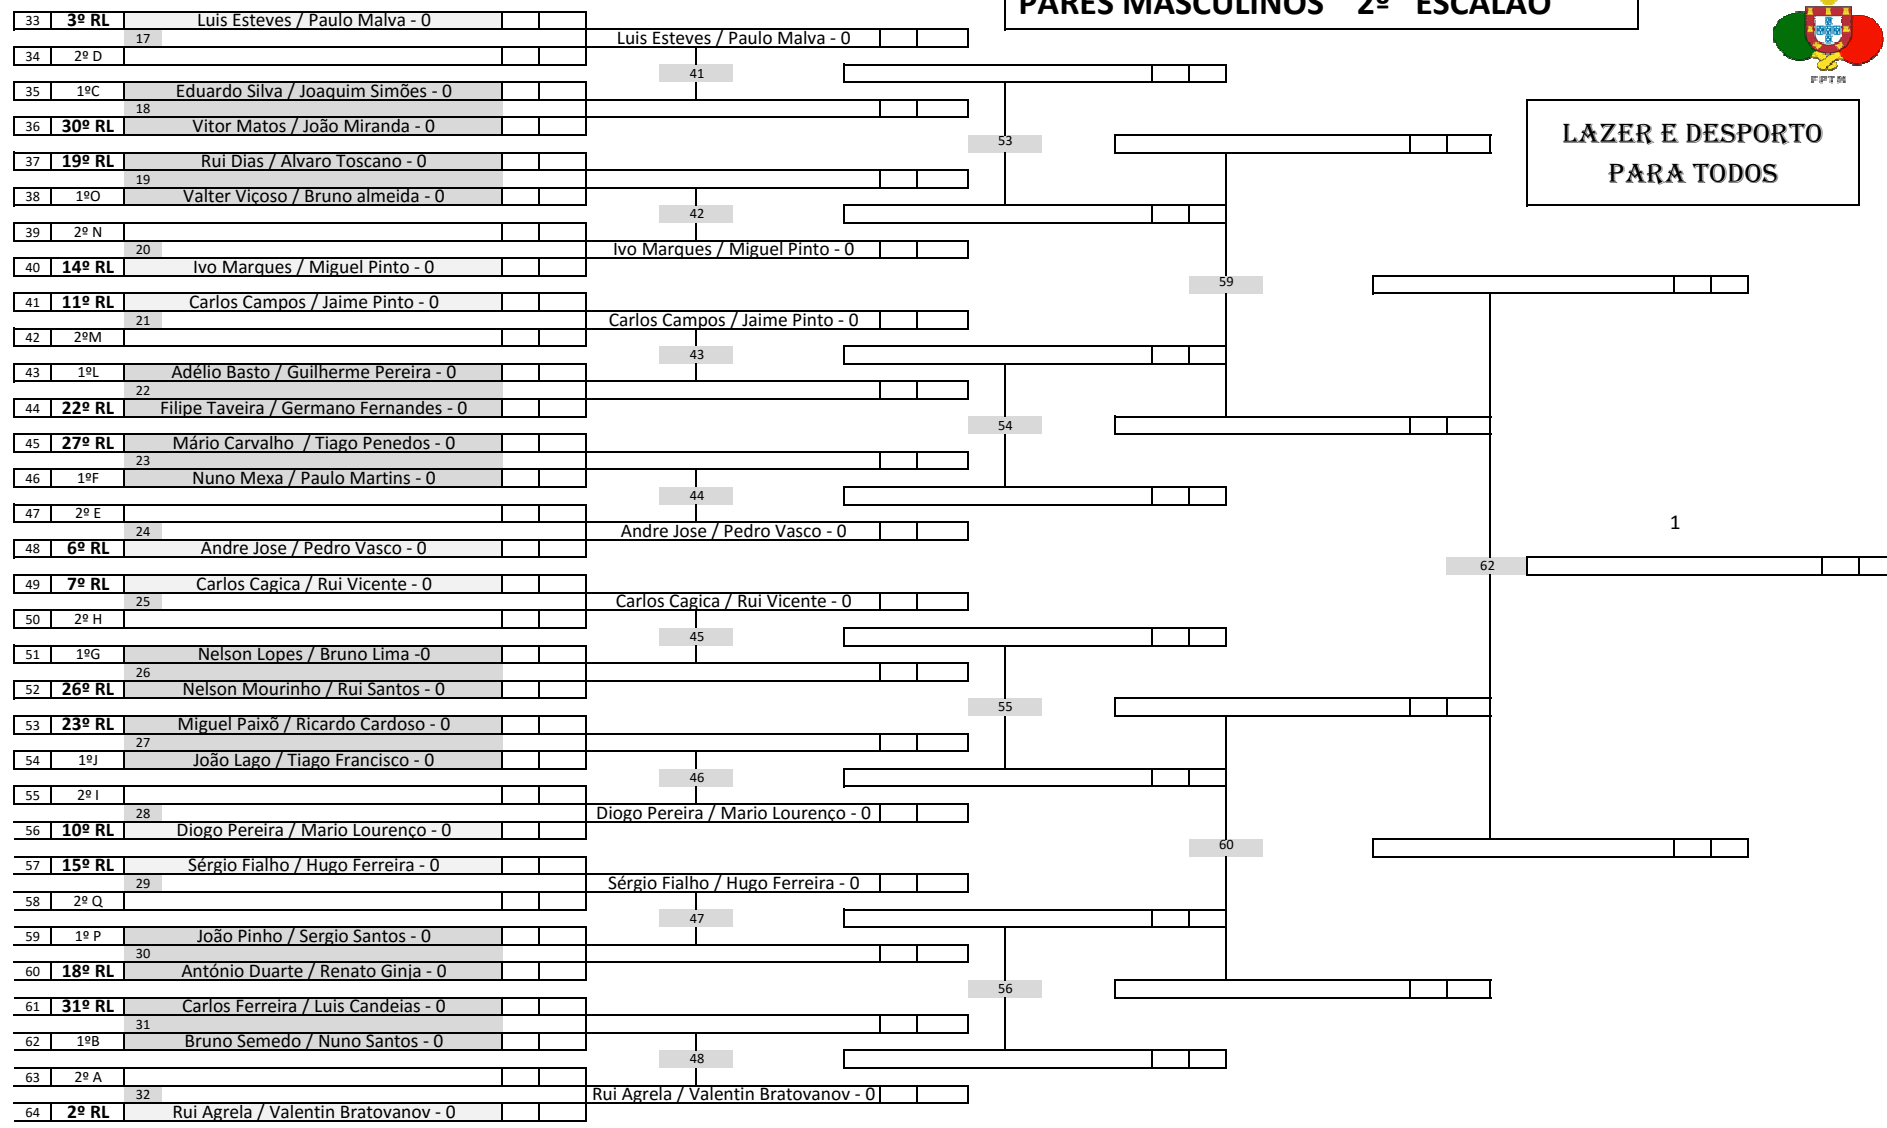 PARES MASCULINOS 2º ESCALÃO
FPTM
LAZER E DESPORTO
PARA TODOS
33 3º RL Luis Esteves / Paulo Malva - 0
17 Luis Esteves / Paulo Malva - 0
34 2º D
41
35 1ºC Eduardo Silva / Joaquim Simões - 0
18
36 30º RL Vitor Matos / João Miranda - 0
53
37 19º RL Rui Dias / Alvaro Toscano - 0
19
38 1ºO Valter Viçoso / Bruno almeida - 0
42
39 2º N
20 Ivo Marques / Miguel Pinto - 0
40 14º RL Ivo Marques / Miguel Pinto - 0
59
41 11º RL Carlos Campos / Jaime Pinto - 0
21 Carlos Campos / Jaime Pinto - 0
42 2ºM
43
43 1ºL Adélio Basto / Guilherme Pereira - 0
22
44 22º RL Filipe Taveira / Germano Fernandes - 0
54
45 27º RL Mário Carvalho / Tiago Penedos - 0
23
46 1ºF Nuno Mexa / Paulo Martins - 0
44
47 2º E
1
24 Andre Jose / Pedro Vasco - 0
48 6º RL Andre Jose / Pedro Vasco - 0
62
49 7º RL Carlos Cagica / Rui Vicente - 0
25 Carlos Cagica / Rui Vicente - 0
50 2º H
45
51 1ºG Nelson Lopes / Bruno Lima -0
26
52 26º RL Nelson Mourinho / Rui Santos - 0
55
53 23º RL Miguel Paixõ / Ricardo Cardoso - 0
27
54 1ºJ João Lago / Tiago Francisco - 0
46
55 2º I
28 Diogo Pereira / Mario Lourenço - 0
56 10º RL Diogo Pereira / Mario Lourenço - 0
60
57 15º RL Sérgio Fialho / Hugo Ferreira - 0
29 Sérgio Fialho / Hugo Ferreira - 0
58 2º Q
47
59 1º P João Pinho / Sergio Santos - 0
30
60 18º RL António Duarte / Renato Ginja - 0
56
61 31º RL Carlos Ferreira / Luis Candeias - 0
31
62 1ºB Bruno Semedo / Nuno Santos - 0
48
63 2º A
32 Rui Agrela / Valentin Bratovanov - 0
64 2º RL Rui Agrela / Valentin Bratovanov - 0